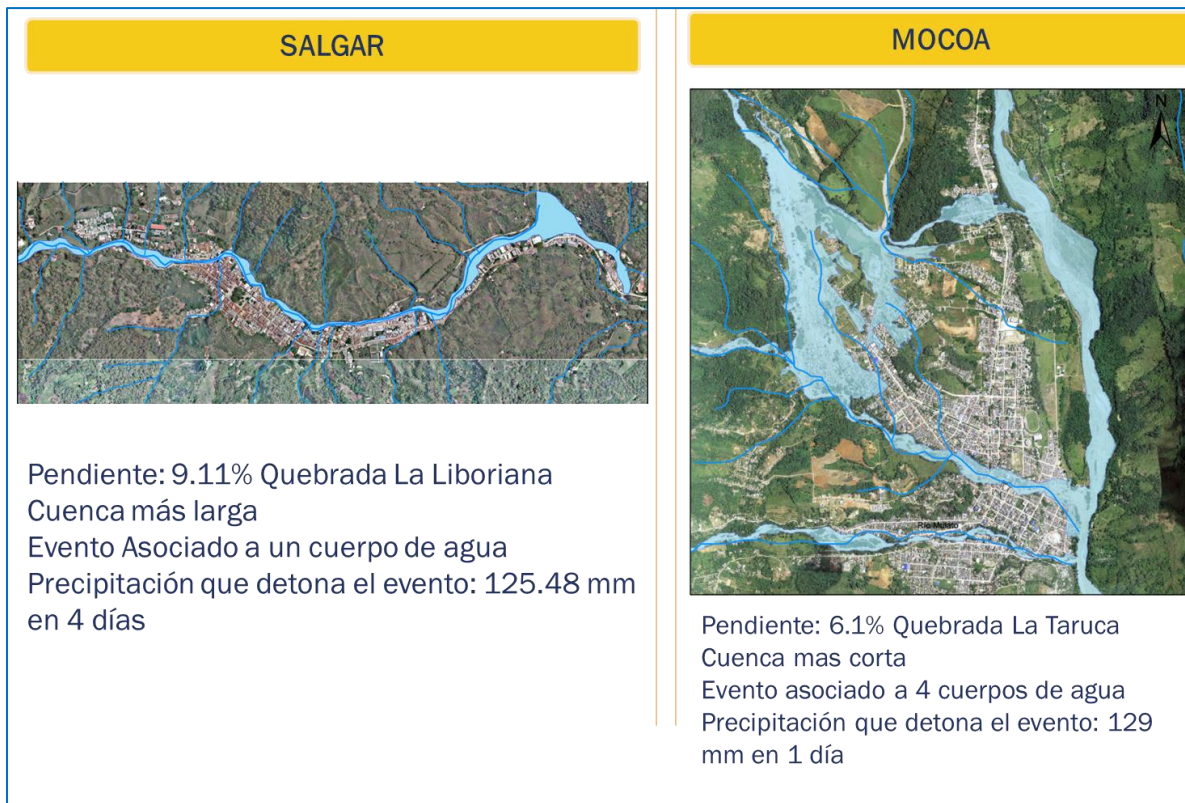 SALGAR
Pendiente: 9.11% Quebrada La Liboriana
Cuenca más larga
Evento Asociado a un cuerpo de agua
Precipitación que detona el evento: 125.48 mm
en 4 días
MOCOA
N
Río Mulato
Pendiente: 6.1% Quebrada La Taruca
Cuenca mas corta
Evento asociado a 4 cuerpos de agua
Precipitación que detona el evento: 129
mm en 1 día